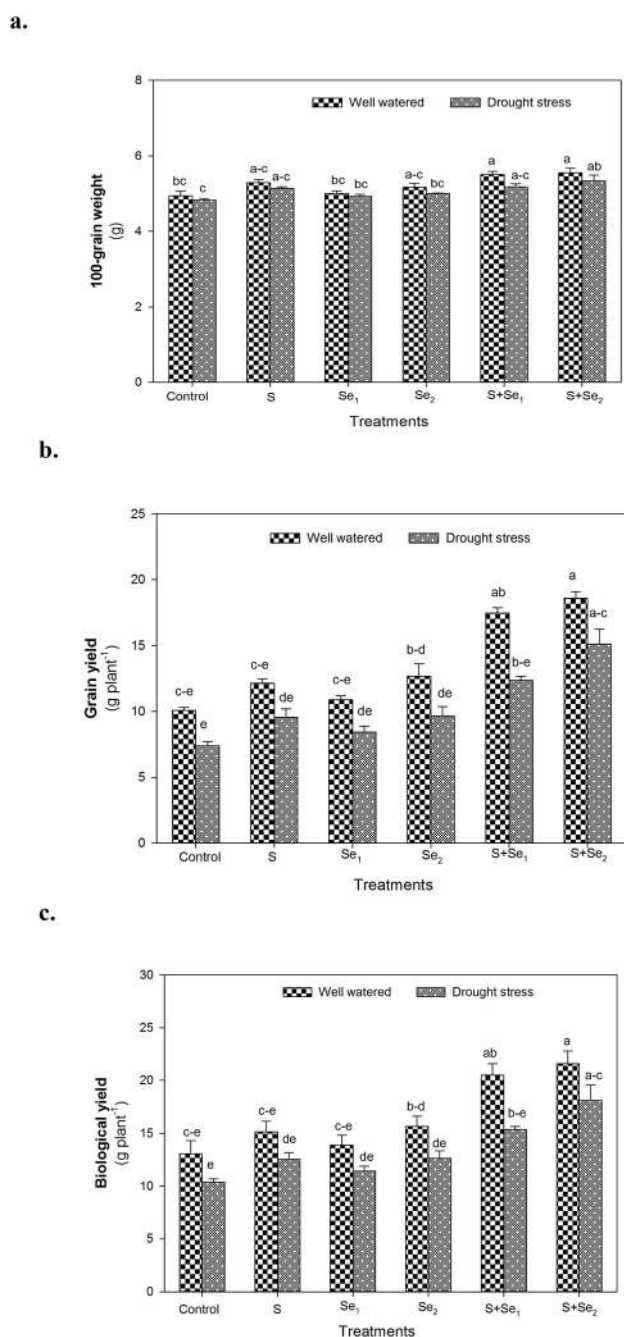 a.
8
Well watered Drought stress
6
a a ab
a-c a-c a-c a-c
bc c bc bc bc
4
2
0
100-grain weight
(g)
Control S Se₁ Se₂ S+Se₁ S+Se₂
Treatments
b.
25
Well watered Drought stress
20
ab a a-c
15
c-e c-e c-e b-d b-e
10
e de de de
5
0
Grain yield
(g plant⁻¹)
Control S Se₁ Se₂ S+Se₁ S+Se₂
Treatments
c.
30
Well watered Drought stress
25
ab a a-c
20
c-e c-e c-e b-d b-e
15
e de de de
10
5
0
Biological yield
(g plant⁻¹)
Control S Se₁ Se₂ S+Se₁ S+Se₂
Treatments